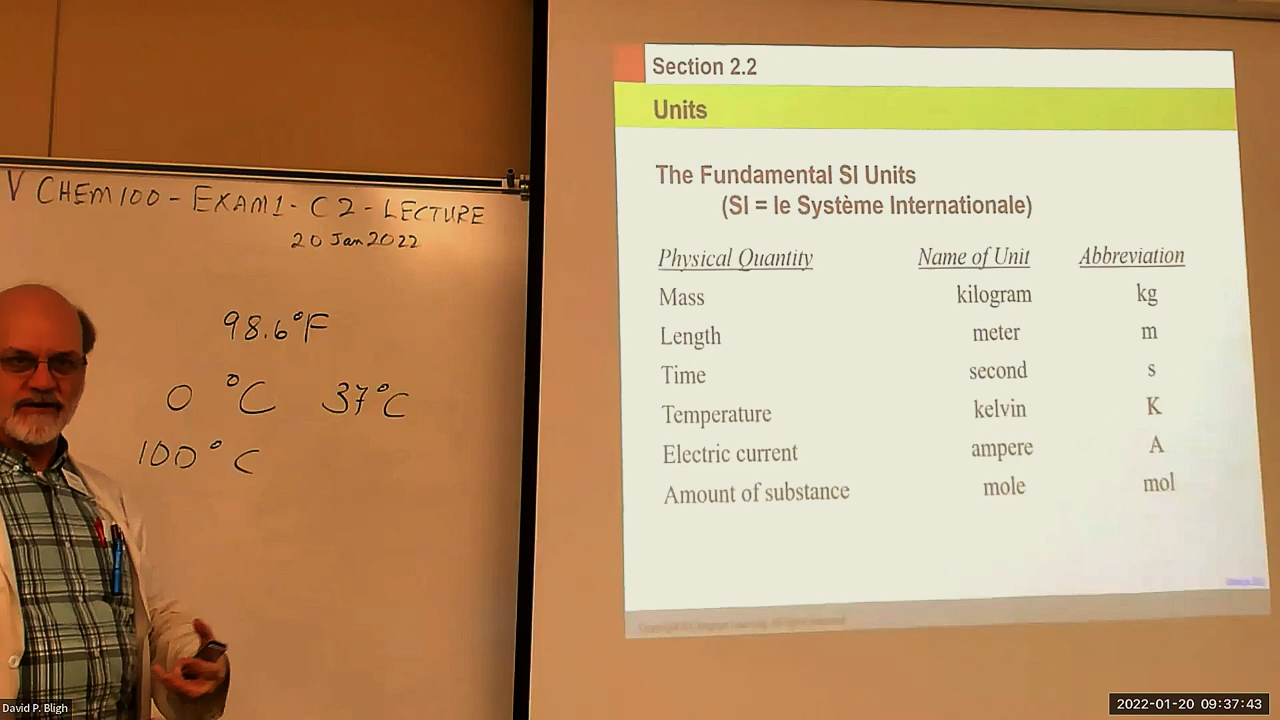 V CHEM100 - EXAM1 - C2 - LECTURE
20 Jan 2022
98.6°F
0 °C 37°C
100°C
Section 2.2
Units
The Fundamental SI Units
(SI = le Système Internationale)
Physical Quantity Name of Unit Abbreviation
Mass kilogram kg
Length meter m
Time second s
Temperature kelvin K
Electric current ampere A
Amount of substance mole mol
David P. Bligh
2022-01-20 09:37:43